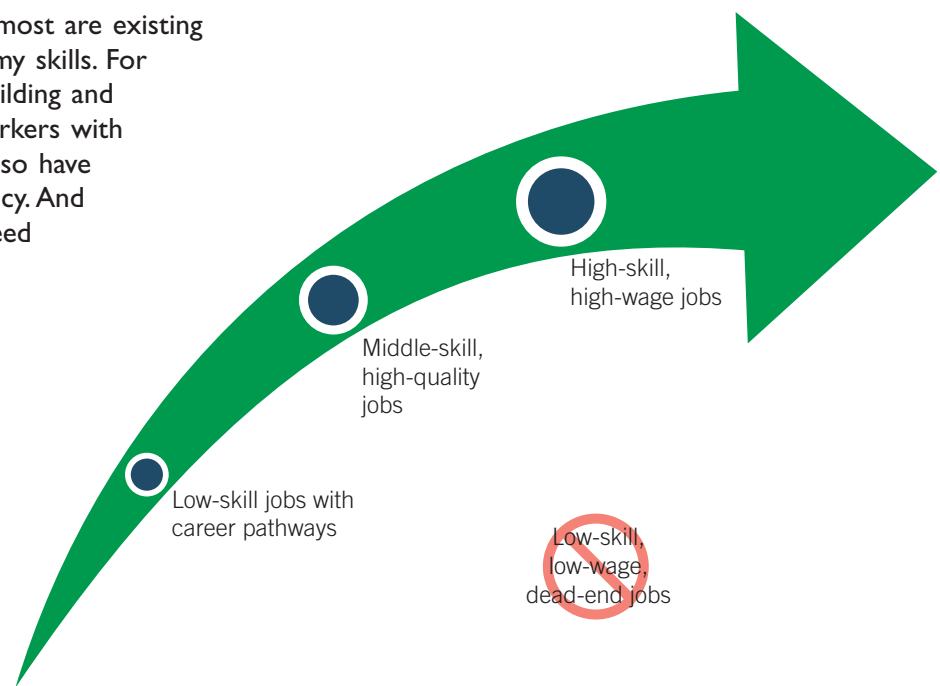 most are existing
my skills. For
ilding and
rkers with
so have
cy. And
eed
High-skill,
high-wage jobs
Middle-skill,
high-quality
jobs
Low-skill jobs with
career pathways
Low-skill,
low-wage,
dead-end jobs